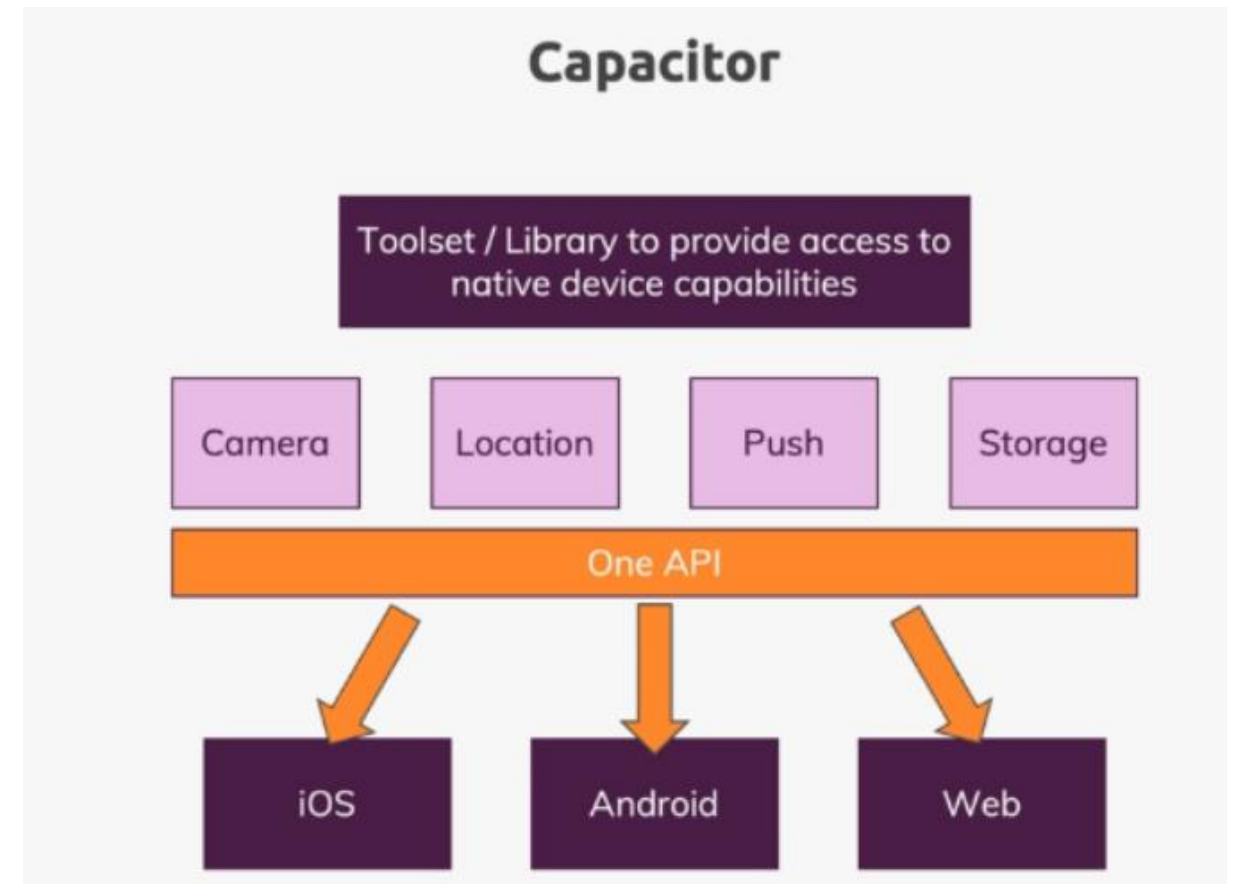 Capacitor
Toolset / Library to provide access to
native device capabilities
Camera
Location
Push
Storage
One API
iOS
Android
Web